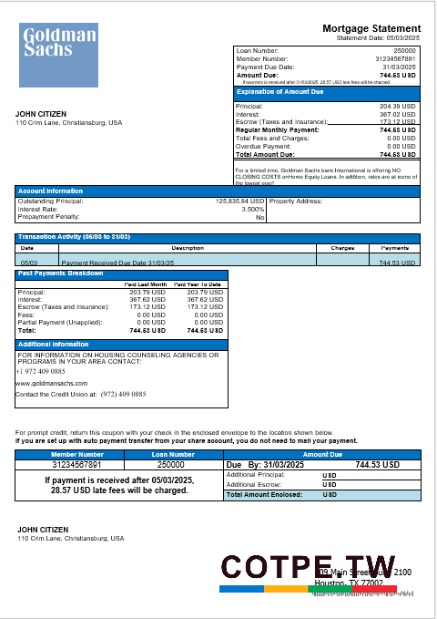 Goldman
Sachs
Mortgage Statement
Statement Date: 05/03/2025
Loan Number: 250000
Member Number: 31234567891
Payment Due Date: 31/03/2025
Amount Due: 744.53 USD
If payment is received after 31/03/2025, 28.57 USD late fees will be charged.
Explanation of Amount Due
Principal: 204.39 USD
Interest: 367.02 USD
Escrow (Taxes and Insurance): 173.12 USD
Regular Monthly Payment: 744.53 USD
Total Fees and Charges: 0.00 USD
Overdue Payment: 0.00 USD
Total Amount Due: 744.53 USD
JOHN CITIZEN
110 Crim Lane, Christiansburg, USA
For a limited time, Goldman Sachs bank International is offering NO
CLOSING COSTS on Home Equity Loans. In addition, rates are at some of
Account Information
Outstanding Principal: 125,835.84 USD
Interest Rate: 3.500%
Prepayment Penalty: No
Property Address:
Transaction Activity (05/03 to 31/03)
Date Description Charges Payments
05/03 Payment Received Due Date 31/03/25 744.53 USD
Past Payments Breakdown
Paid Last Month Paid Year To Date
Principal: 203.79 USD 203.79 USD
Interest: 367.62 USD 367.62 USD
Escrow (Taxes and Insurance): 173.12 USD 173.12 USD
Fees: 0.00 USD 0.00 USD
Partial Payment (Unapplied): 0.00 USD 0.00 USD
Total: 744.53 USD 744.53 USD
Additional Information
FOR INFORMATION ON HOUSING COUNSELING AGENCIES OR
PROGRAMS IN YOUR AREA CONTACT:
+1 972 409 0885
www.goldmansachs.com
Contact the Credit Union at: (972) 409 0885
For prompt credit, return this coupon with your check in the enclosed envelope to the location shown below:
If you are set up with auto payment transfer from your share account, you do not need to mail your payment.
Member Number Loan Number Amount Due
31234567891 250000 Due By: 31/03/2025 744.53 USD
If payment is received after 05/03/2025,
28.57 USD late fees will be charged.
Additional Principal: USD
Additional Escrow: USD
Total Amount Enclosed: USD
JOHN CITIZEN
110 Crim Lane, Christiansburg, USA
COTPE.TW
Main Street 2100
Houston, TX 77002